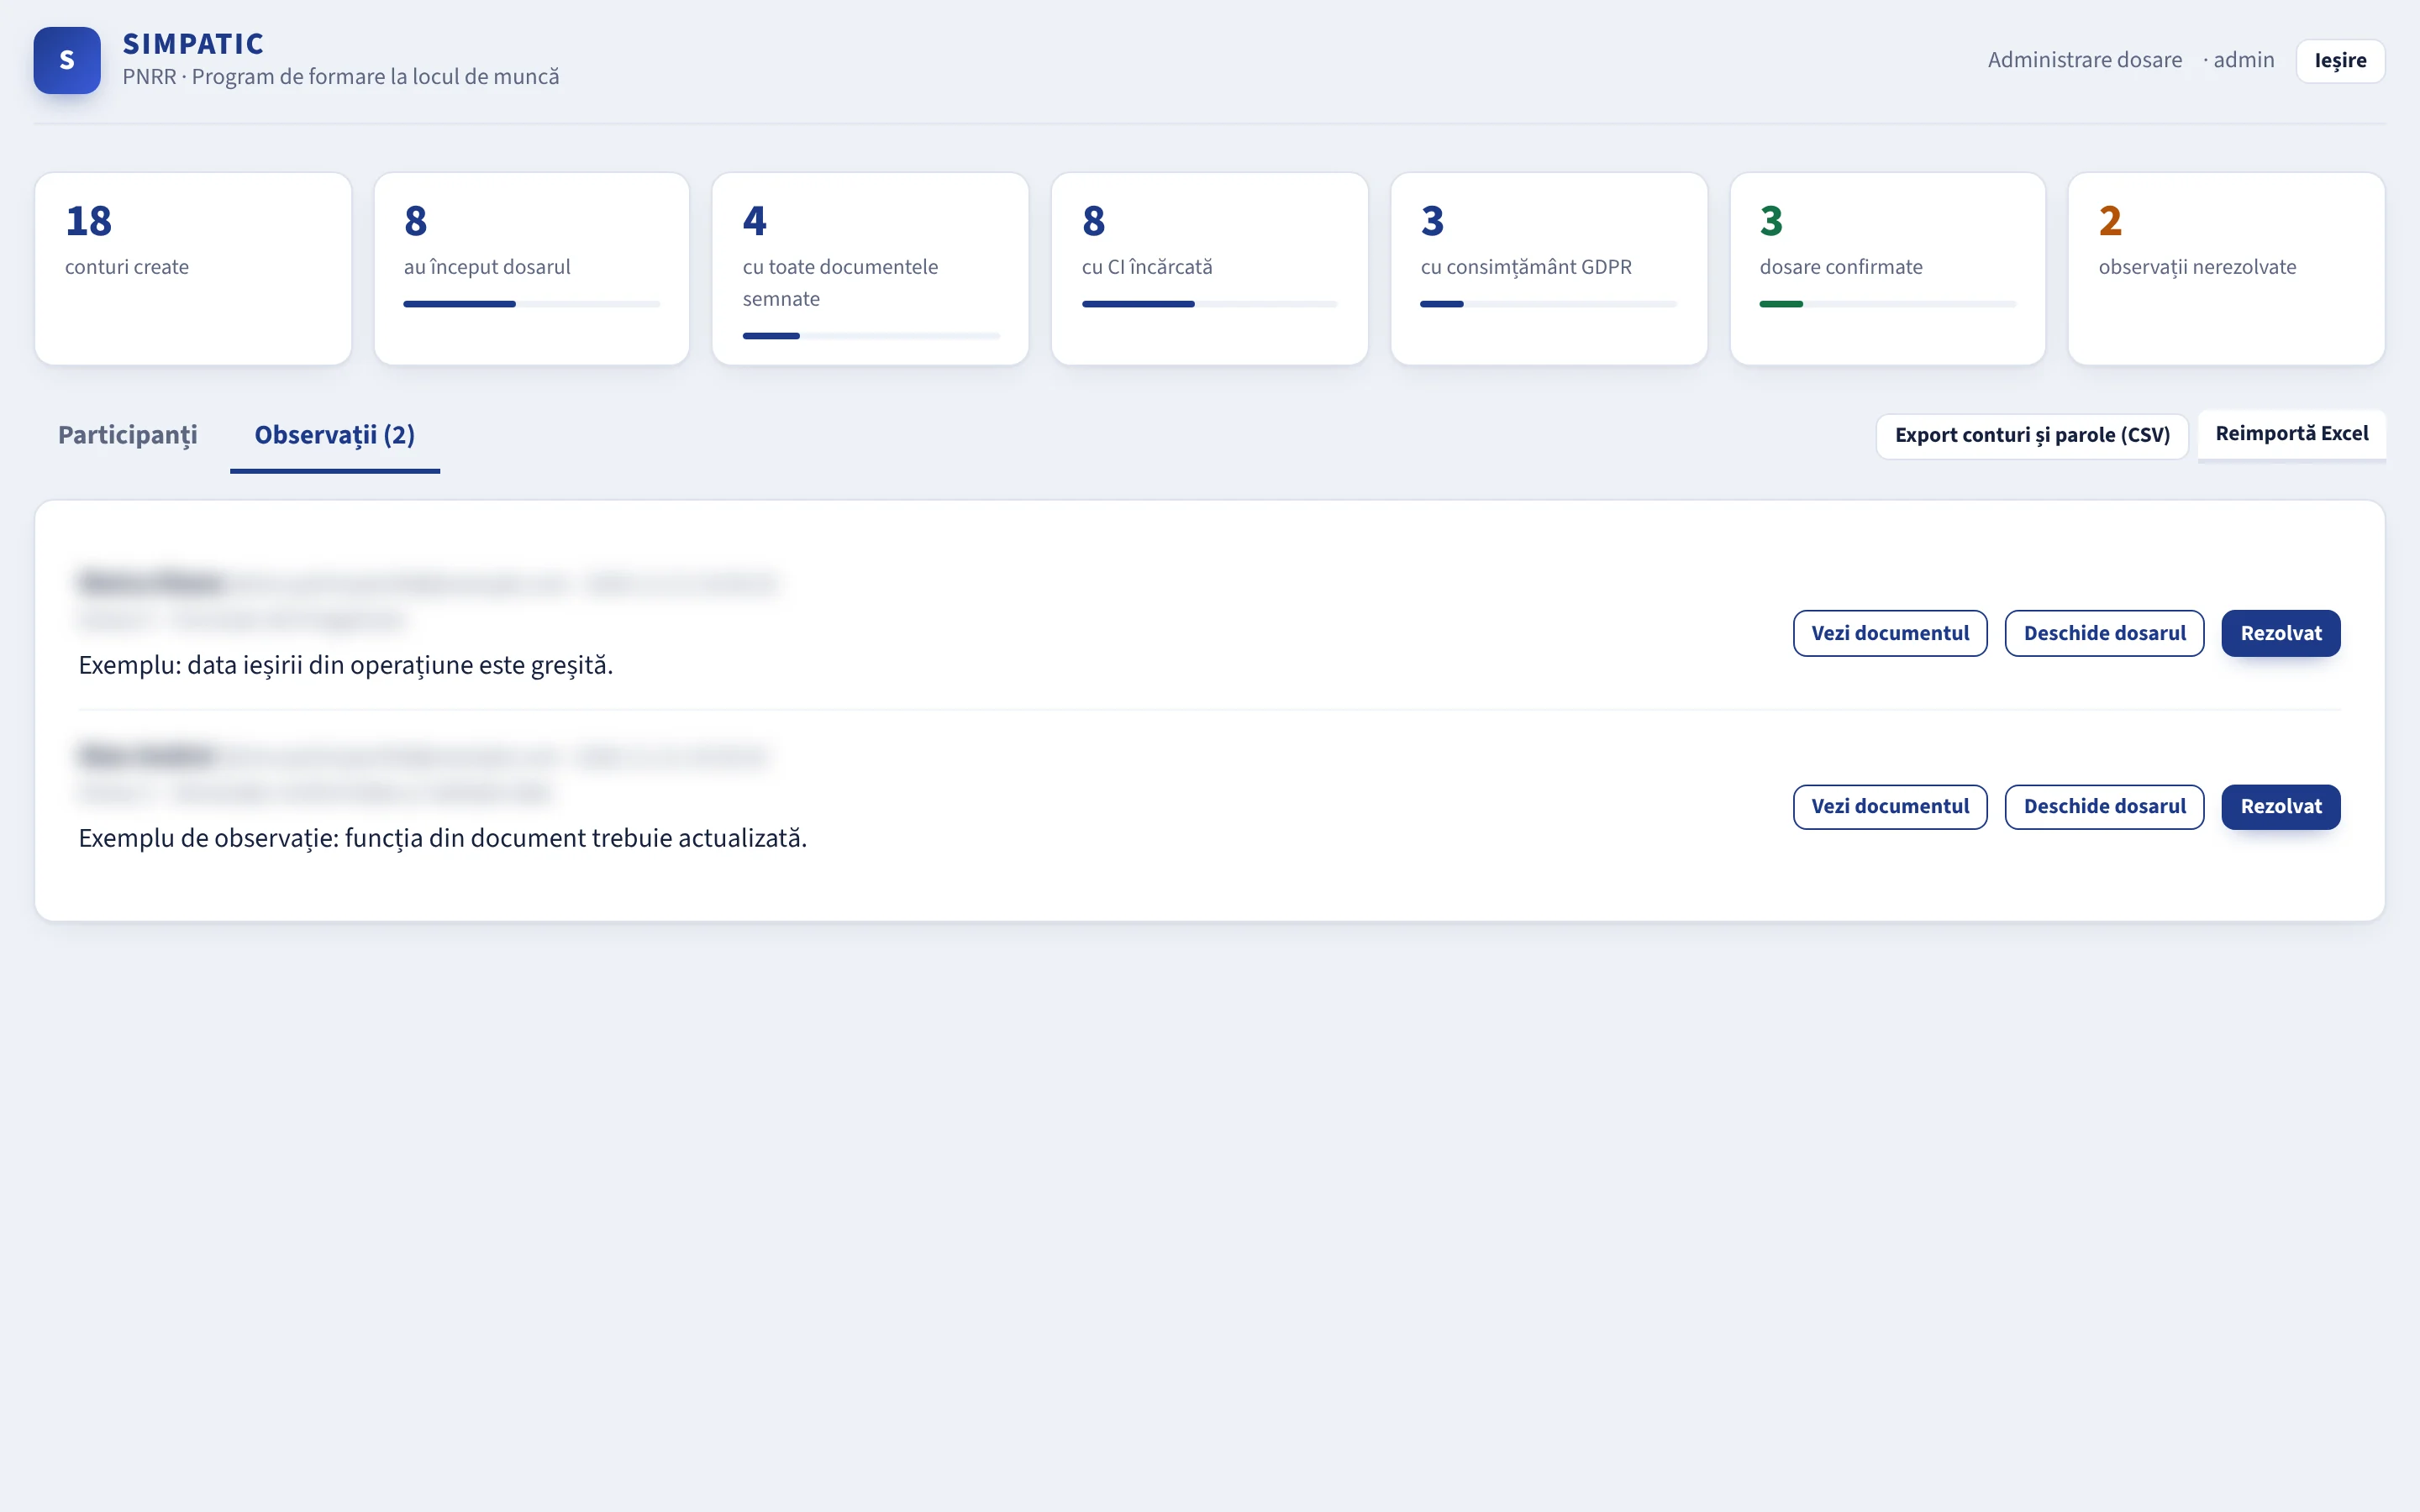 S
SIMPATIC
PNRR · Program de formare la locul de muncă
Administrare dosare · admin
Ieșire
18
conturi create
8
au început dosarul
4
cu toate documentele
semnate
8
cu CI încărcată
3
cu consimțământ GDPR
3
dosare confirmate
2
observații nerezolvate
Participanți
Observații (2)
Export conturi și parole (CSV)
Reimportă Excel
Exemplu: data ieșirii din operațiune este greșită.
Vezi documentul
Deschide dosarul
Rezolvat
Exemplu de observație: funcția din document trebuie actualizată.
Vezi documentul
Deschide dosarul
Rezolvat